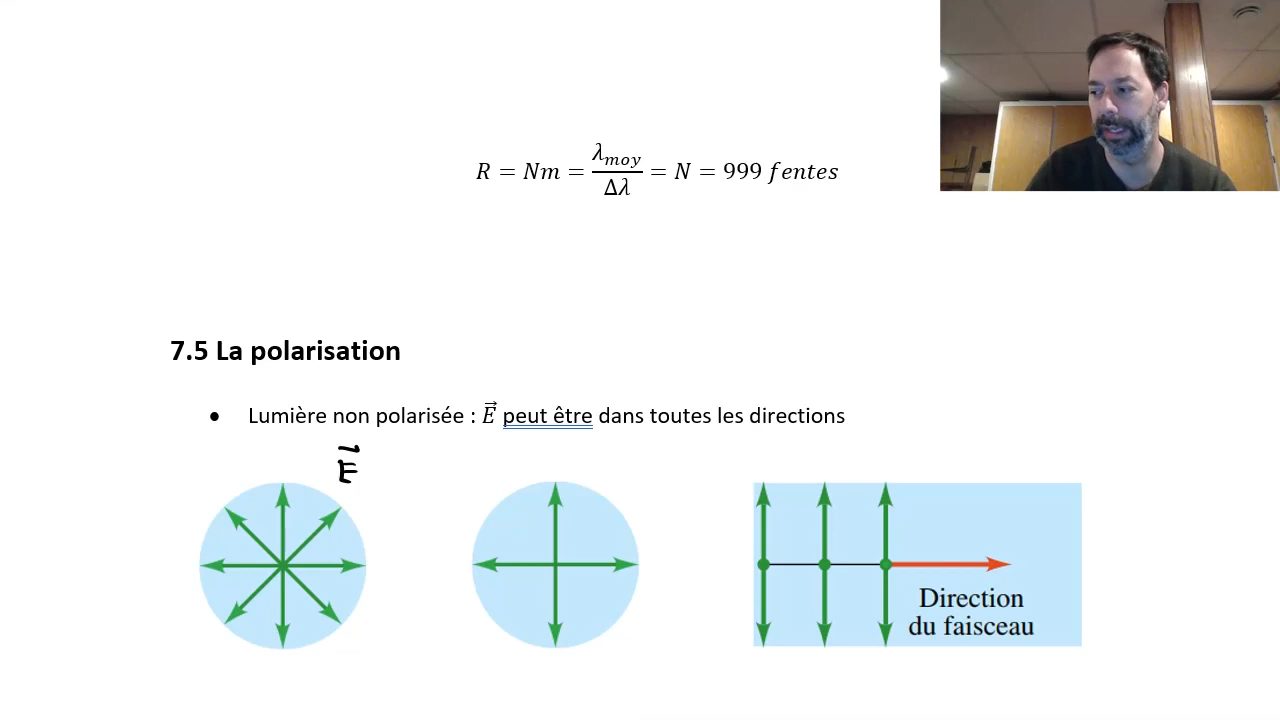 R = Nm = λ_moy / Δλ = N = 999 fentes
7.5 La polarisation
• Lumière non polarisée : E⃗ peut être dans toutes les directions
E⃗
Direction
du faisceau